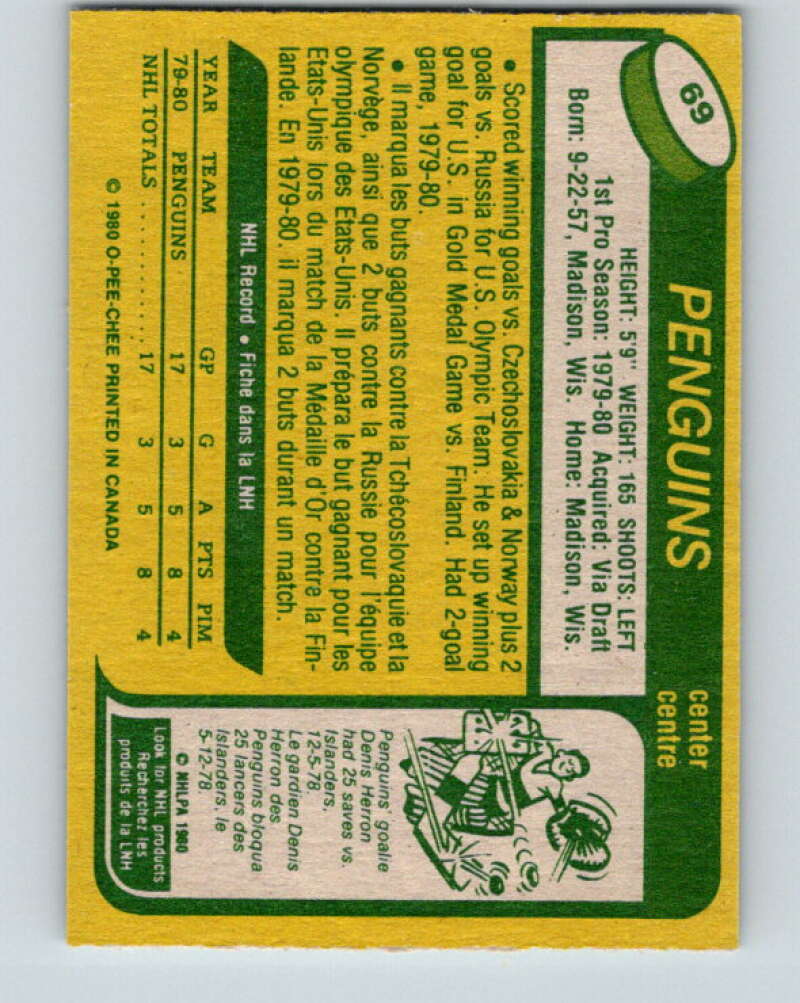 69
PENGUINS
center
centre
HEIGHT: 5'9" WEIGHT: 165 SHOOTS: LEFT
1st Pro Season: 1979-80 Acquired: Via Draft
Born: 9-22-57, Madison, Wis. Home: Madison, Wis.
• Scored winning goals vs. Czechoslovakia & Norway plus 2
goals vs. Russia for U.S. Olympic Team. He set up winning
goal for U.S. in Gold Medal Game vs. Finland. Had 2-goal
game, 1979-80.
• Il marqua les buts gagnants contre la Tchécoslovaquie et la
Norvège, ainsi que 2 buts contre la Russie pour l'équipe
olympique des Etats-Unis. Il prépara le but gagnant pour les
Etats-Unis lors du match de la Médaille d'Or contre la Fin-
lande. En 1979-80. il marqua 2 buts durant un match.
NHL Record • Fiche dans la LNH
YEAR TEAM GP G A PTS PIM
79-80 PENGUINS 17 3 5 8 4
NHL TOTALS ........... 17 3 5 8 4
© 1980 O-PEE-CHEE PRINTED IN CANADA
Penguins' goalie
Denis Herron
had 25 saves vs.
12-5-78.
Islanders,
Le gardien Denis
Herron des
Penguins bloqua
25 lancers des
Islanders, le
5-12-78.
© NHLPA 1980
Look for NHL products
Recherchez les
produits de la LNH